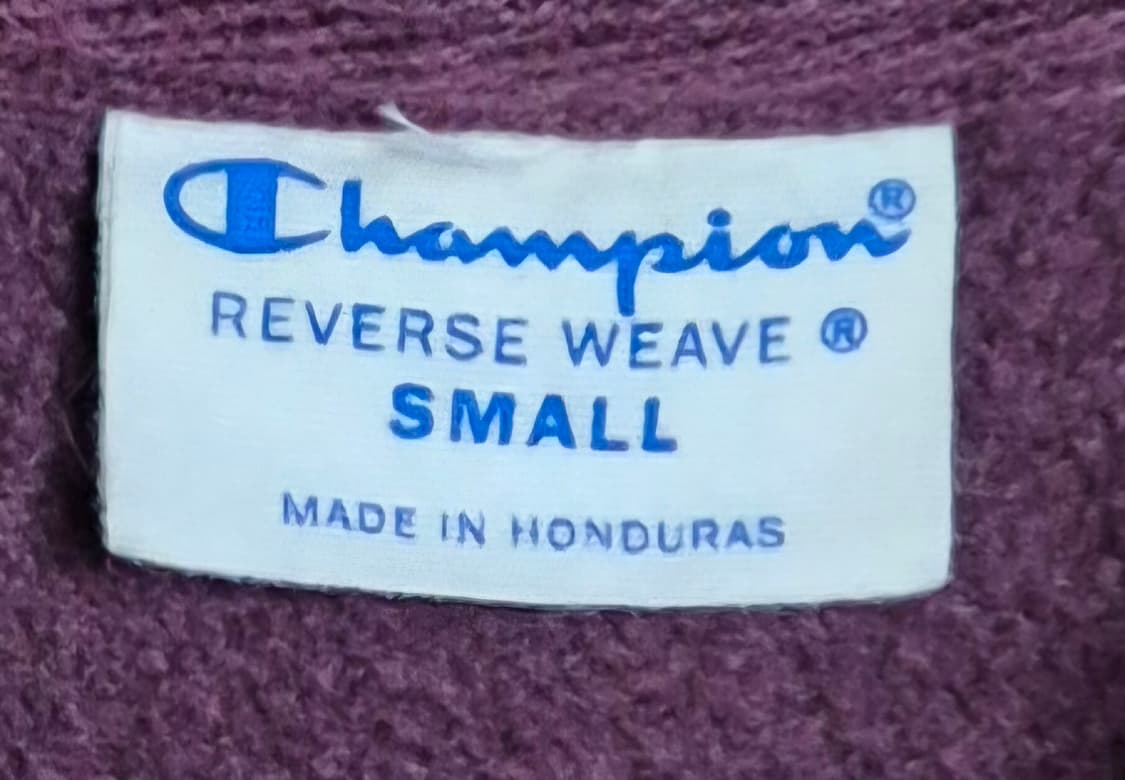 Champion®
REVERSE WEAVE ®
SMALL
MADE IN HONDURAS